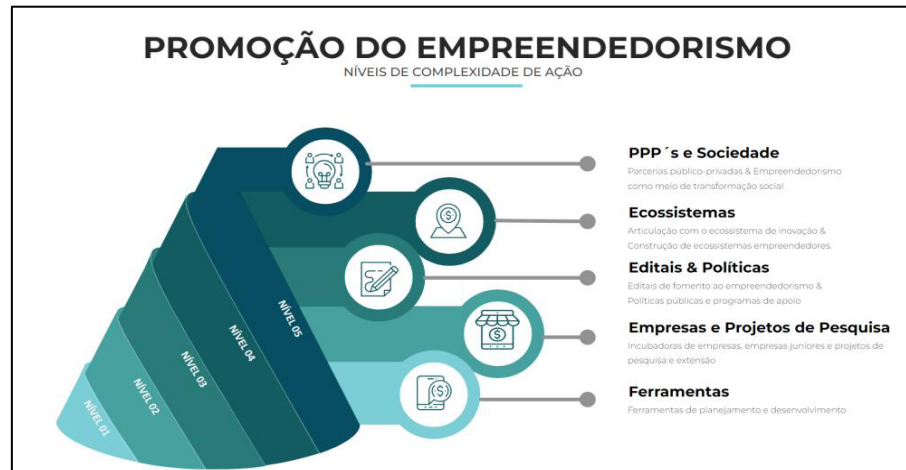 PROMOÇÃO DO EMPREENDEDORISMO
NÍVEIS DE COMPLEXIDADE DE AÇÃO
PPP´s e Sociedade
Parcerias público-privadas & Empreendedorismo
como meio de transformação social
Ecossistemas
Articulação com o ecossistema de inovação &
Construção de ecossistemas empreendedores.
Editais & Políticas
Editais de fomento ao empreendedorismo &
Políticas públicas e programas de apoio
Empresas e Projetos de Pesquisa
Incubadoras de empresas, empresas juniores e projetos de
pesquisa e extensão
Ferramentas
Ferramentas de planejamento e desenvolvimento
NÍVEL 01
NÍVEL 02
NÍVEL 03
NÍVEL 04
NÍVEL 05